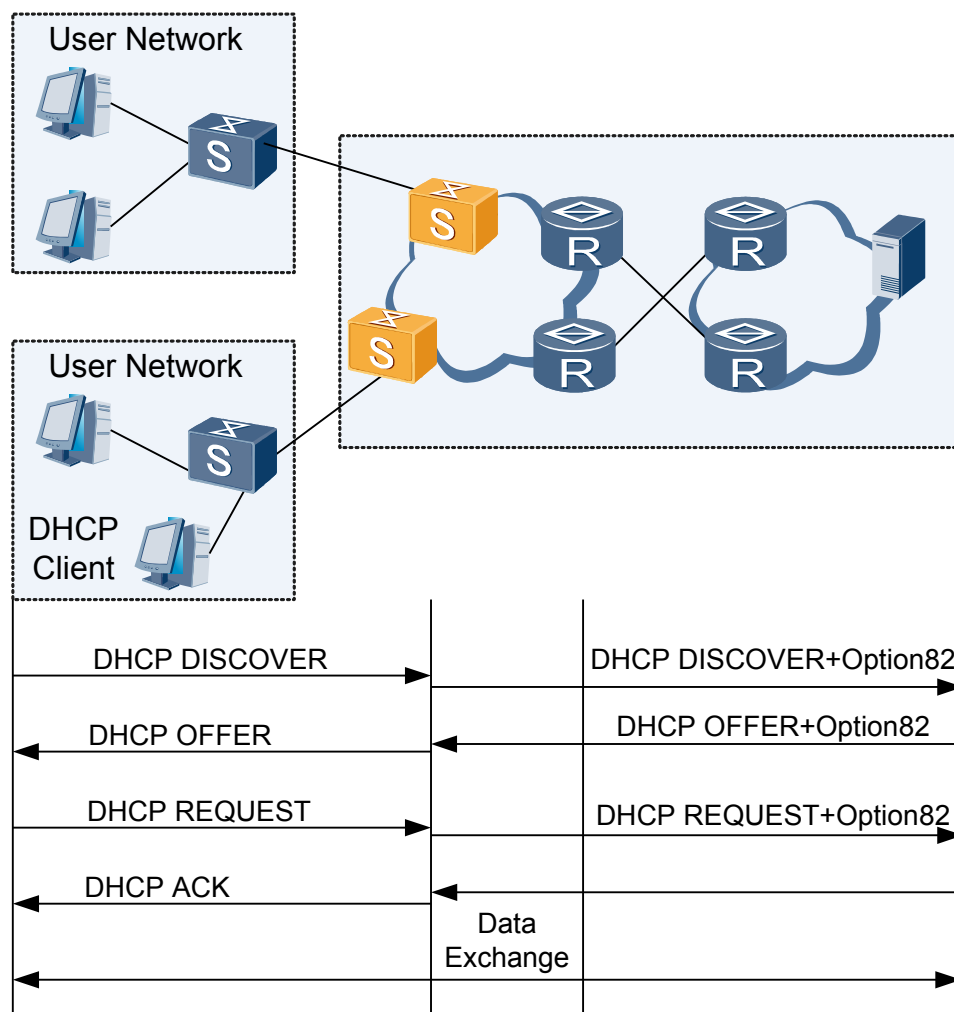 User Network
S
S
R
R
S
R
R
User Network
S
DHCP
Client
DHCP DISCOVER
DHCP DISCOVER+Option82
DHCP OFFER
DHCP OFFER+Option82
DHCP REQUEST
DHCP REQUEST+Option82
DHCP ACK
Data
Exchange